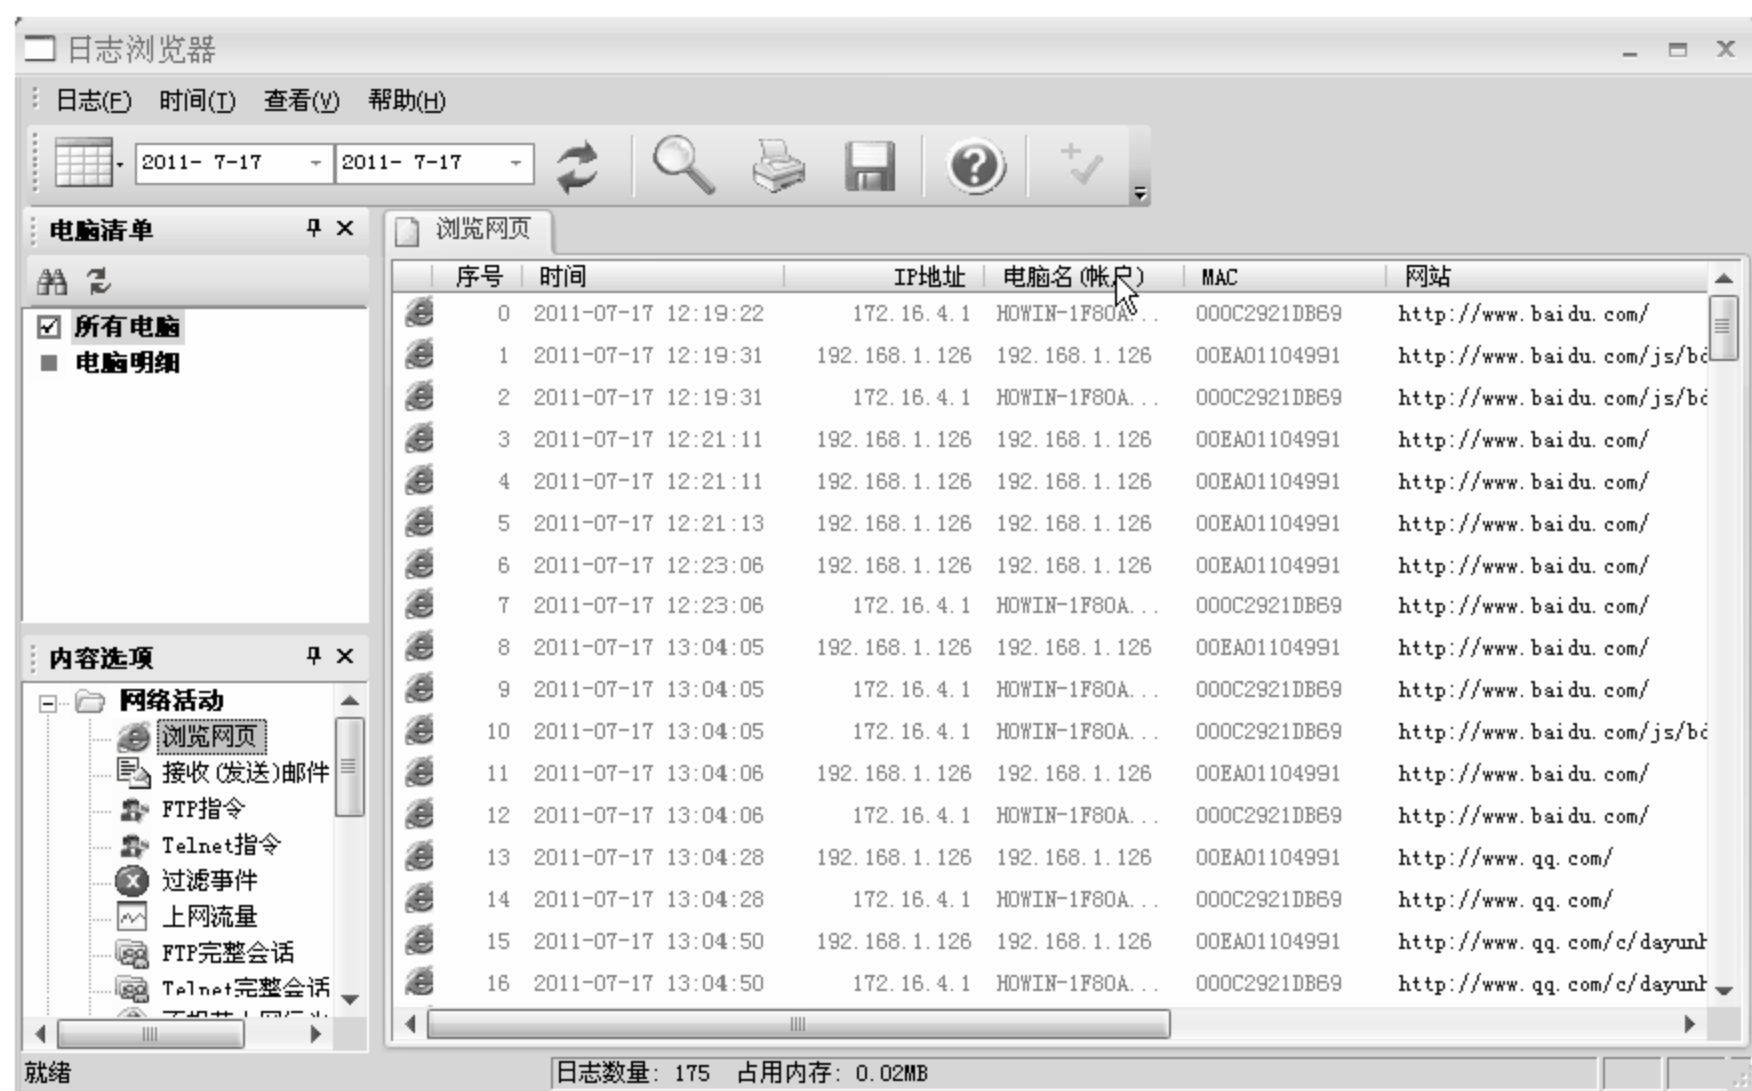 日志浏览器
日志(F) 时间(T) 查看(V) 帮助(H)
2011- 7-17 2011- 7-17
电脑清单
所有电脑
电脑明细
内容选项
网络活动
浏览网页
接收(发送)邮件
FTP指令
Telnet指令
过滤事件
上网流量
FTP完整会话
Telnet完整会话
浏览网页
序号 时间 IP地址 电脑名(帐户) MAC 网站
0 2011-07-17 12:19:22 172.16.4.1 HOWIN-1F80A... 000C2921DB69 http://www.baidu.com/
1 2011-07-17 12:19:31 192.168.1.126 192.168.1.126 00EA01104991 http://www.baidu.com/js/bd
2 2011-07-17 12:19:31 172.16.4.1 HOWIN-1F80A... 000C2921DB69 http://www.baidu.com/js/bd
3 2011-07-17 12:21:11 192.168.1.126 192.168.1.126 00EA01104991 http://www.baidu.com/
4 2011-07-17 12:21:11 192.168.1.126 192.168.1.126 00EA01104991 http://www.baidu.com/
5 2011-07-17 12:21:13 192.168.1.126 192.168.1.126 00EA01104991 http://www.baidu.com/
6 2011-07-17 12:23:06 192.168.1.126 192.168.1.126 00EA01104991 http://www.baidu.com/
7 2011-07-17 12:23:06 172.16.4.1 HOWIN-1F80A... 000C2921DB69 http://www.baidu.com/
8 2011-07-17 13:04:05 192.168.1.126 192.168.1.126 00EA01104991 http://www.baidu.com/
9 2011-07-17 13:04:05 172.16.4.1 HOWIN-1F80A... 000C2921DB69 http://www.baidu.com/
10 2011-07-17 13:04:05 172.16.4.1 HOWIN-1F80A... 000C2921DB69 http://www.baidu.com/js/bd
11 2011-07-17 13:04:06 192.168.1.126 192.168.1.126 00EA01104991 http://www.baidu.com/
12 2011-07-17 13:04:06 172.16.4.1 HOWIN-1F80A... 000C2921DB69 http://www.baidu.com/
13 2011-07-17 13:04:28 192.168.1.126 192.168.1.126 00EA01104991 http://www.qq.com/
14 2011-07-17 13:04:28 172.16.4.1 HOWIN-1F80A... 000C2921DB69 http://www.qq.com/
15 2011-07-17 13:04:50 192.168.1.126 192.168.1.126 00EA01104991 http://www.qq.com/c/dayunh
16 2011-07-17 13:04:50 172.16.4.1 HOWIN-1F80A... 000C2921DB69 http://www.qq.com/c/dayunh
就绪 日志数量: 175 占用内存: 0.02MB